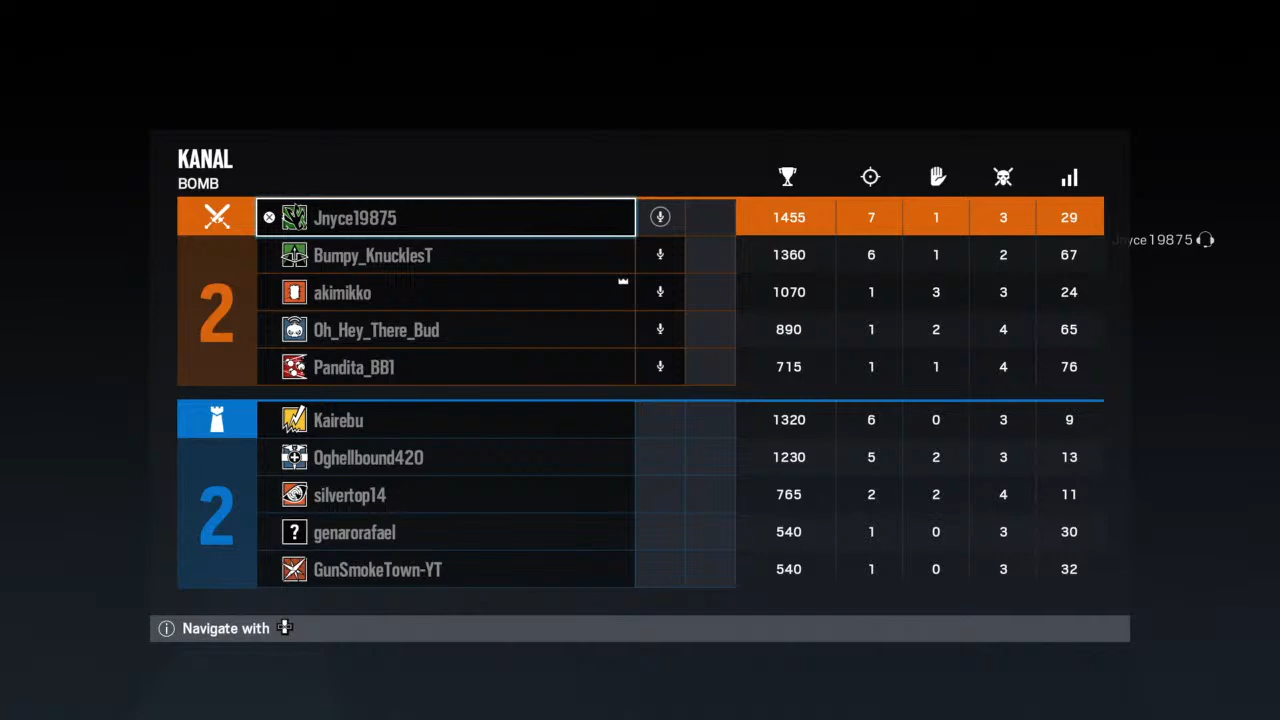 KANAL
BOMB
Jnyce19875 1455 7 1 3 29
Jnyce19875
2
Bumpy_KnucklesT 1360 6 1 2 67
akimikko 1070 1 3 3 24
Oh_Hey_There_Bud 890 1 2 4 65
Pandita_BB1 715 1 1 4 76
Kairebu 1320 6 0 3 9
2
Oghellbound420 1230 5 2 3 13
silvertop14 765 2 2 4 11
? genarorafael 540 1 0 3 30
GunSmokeTown-YT 540 1 0 3 32
Navigate with